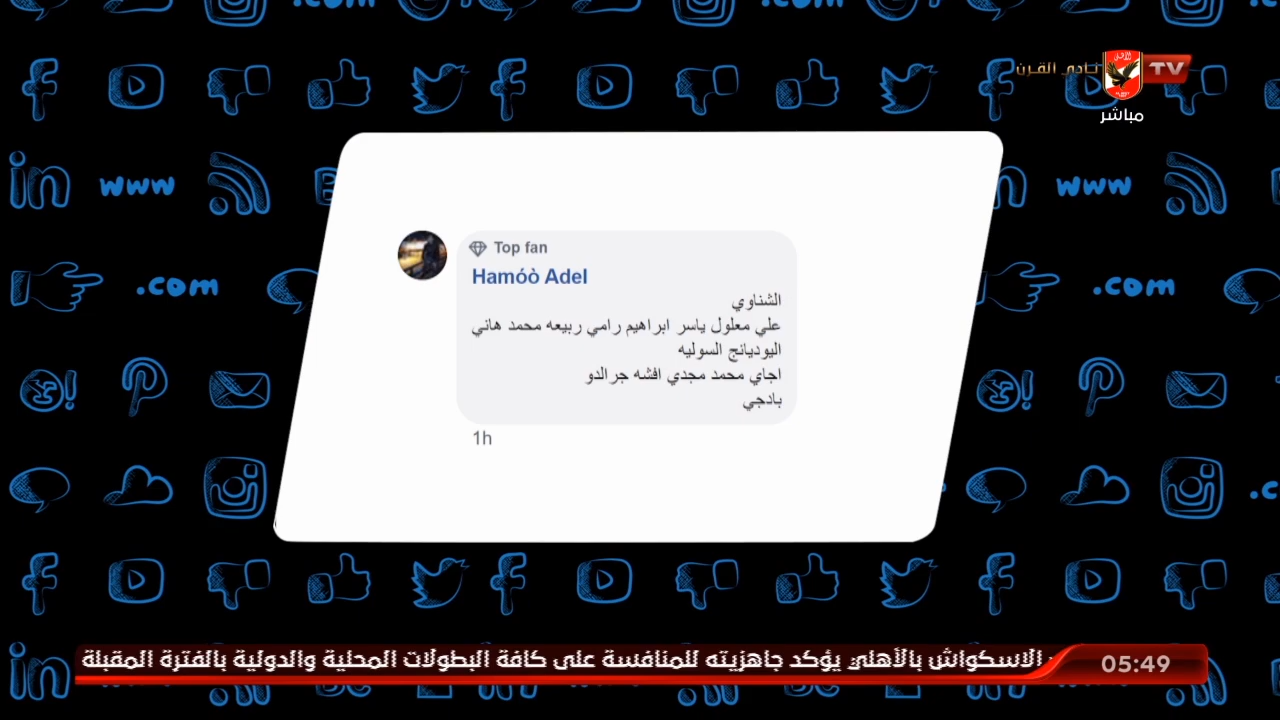 نادي القرن
TV
مباشر
Top fan
Hamóò Adel
الشناوي
علي معلول ياسر ابراهيم رامي ربيعه محمد هاني
اليوديانج السوليه
اجاي محمد مجدي افشه جرالدو
بادجي
1h
الاسكواش بالأهلي يؤكد جاهزيته للمنافسة على كافة البطولات المحلية والدولية بالفترة المقبلة
05:49